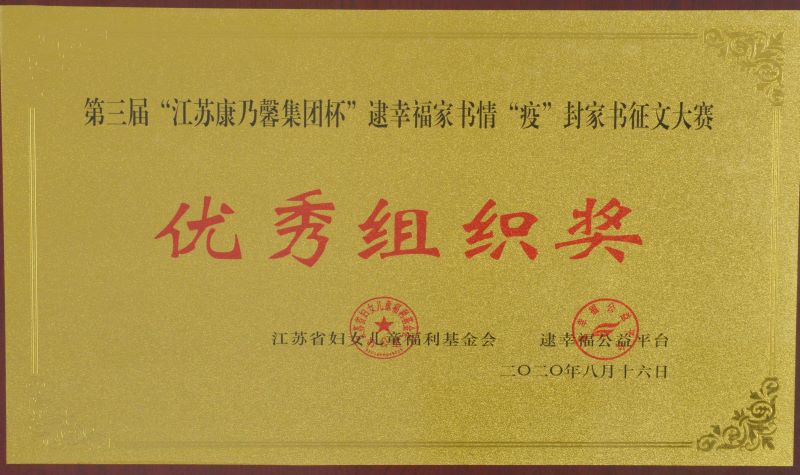 第三届“江苏康乃馨集团杯”逮幸福家书情“疫”封家书征文大赛
优秀组织奖
江苏省妇女儿童福利基金会 逮幸福公益平台
二〇二〇年八月十六日